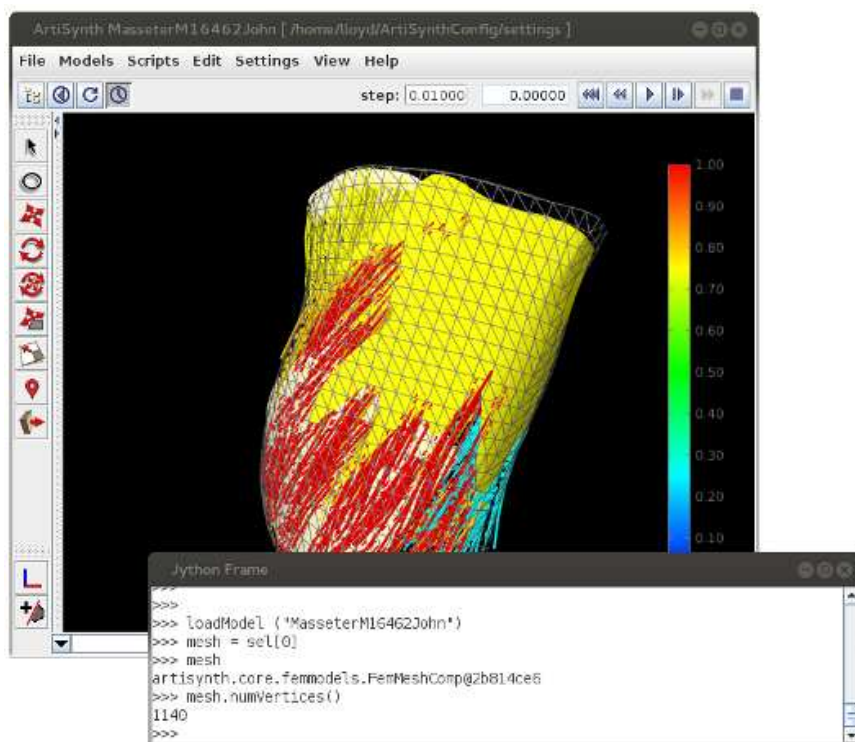 ArtiSynth MasseterM16462John [ /home/lloyd/ArtiSynthConfig/settings ]
File Models Scripts Edit Settings View Help
step: 0.01000 0.00000
1.00
0.90
0.80
0.70
0.60
0.50
0.40
0.30
0.20
0.10
Jython Frame
>>>
>>>
>>> loadModel ("MasseterM16462John")
>>> mesh = sel[0]
>>> mesh
artisynth.core.femmodels.FemMeshComp@2b814ce6
>>> mesh.numVertices()
1140
>>>